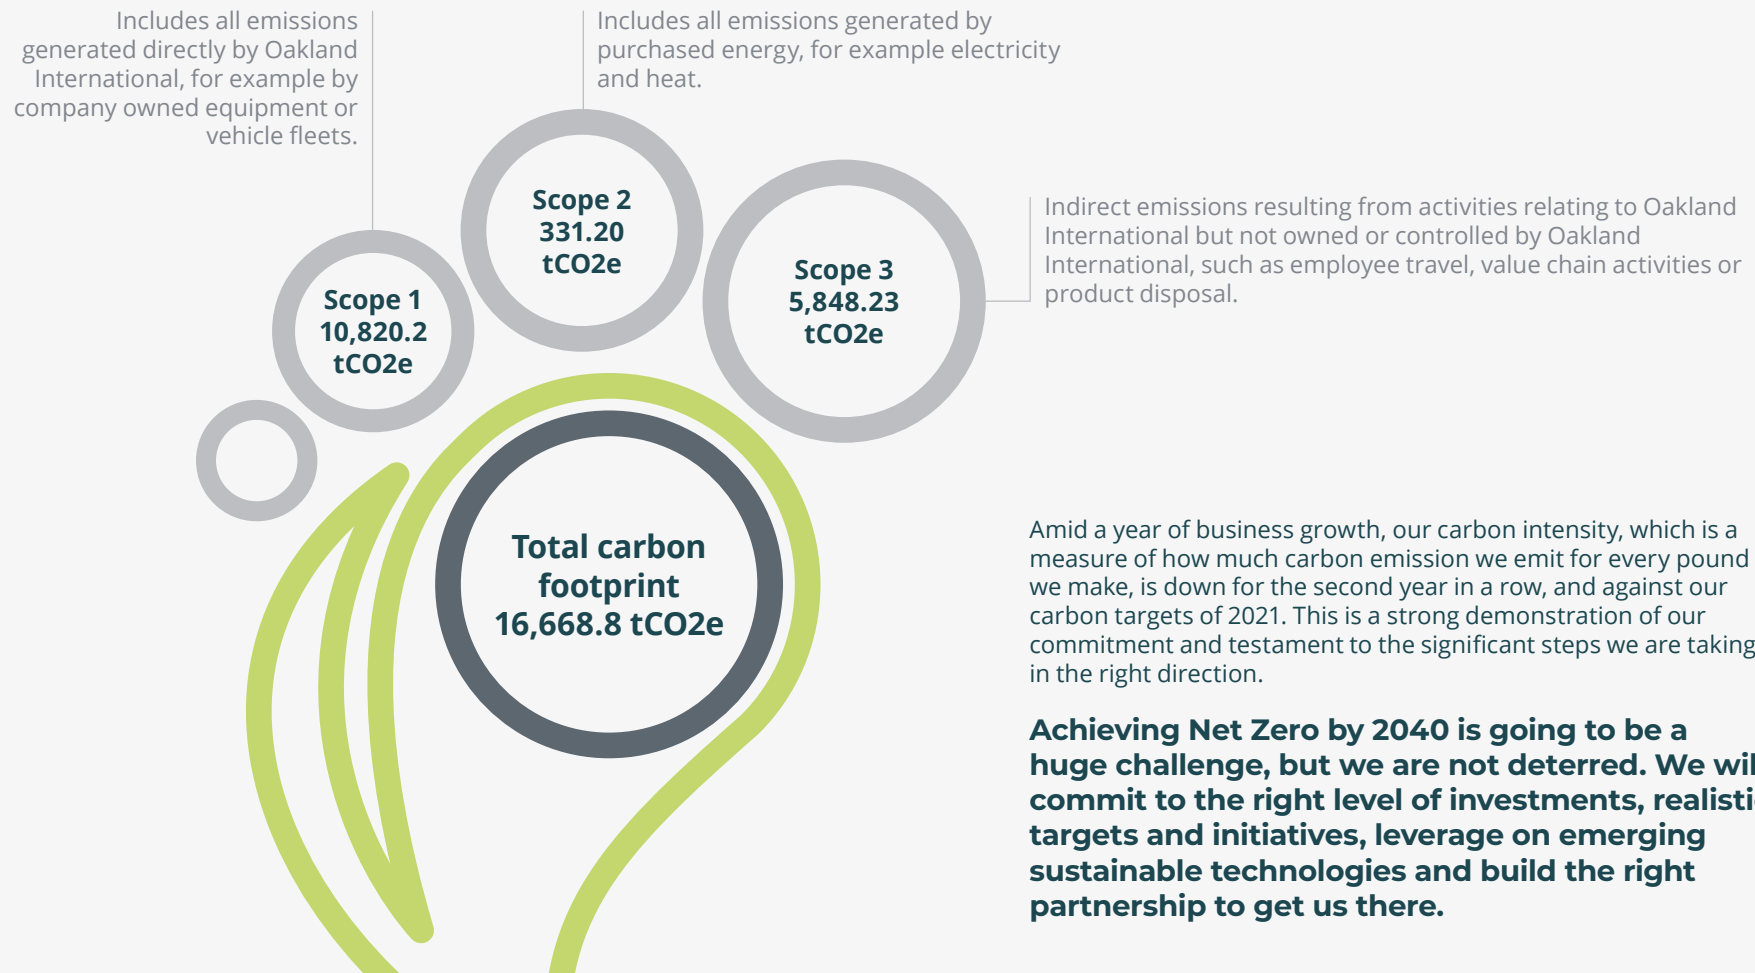 Includes all emissions
generated directly by Oakland
International, for example by
company owned equipment or
vehicle fleets.
Includes all emissions generated by
purchased energy, for example electricity
and heat.
Scope 1
10,820.2
tCO2e
Scope 2
331.20
tCO2e
Scope 3
5,848.23
tCO2e
Indirect emissions resulting from activities relating to Oakland
International but not owned or controlled by Oakland
International, such as employee travel, value chain activities or
product disposal.
Total carbon
footprint
16,668.8 tCO2e
Amid a year of business growth, our carbon intensity, which is a
measure of how much carbon emission we emit for every pound
we make, is down for the second year in a row, and against our
carbon targets of 2021. This is a strong demonstration of our
commitment and testament to the significant steps we are taking
in the right direction.
Achieving Net Zero by 2040 is going to be a
huge challenge, but we are not deterred. We
commit to the right level of investments,
targets and initiatives, leverage on emerging
sustainable technologies and build the right
partnership to get us there.